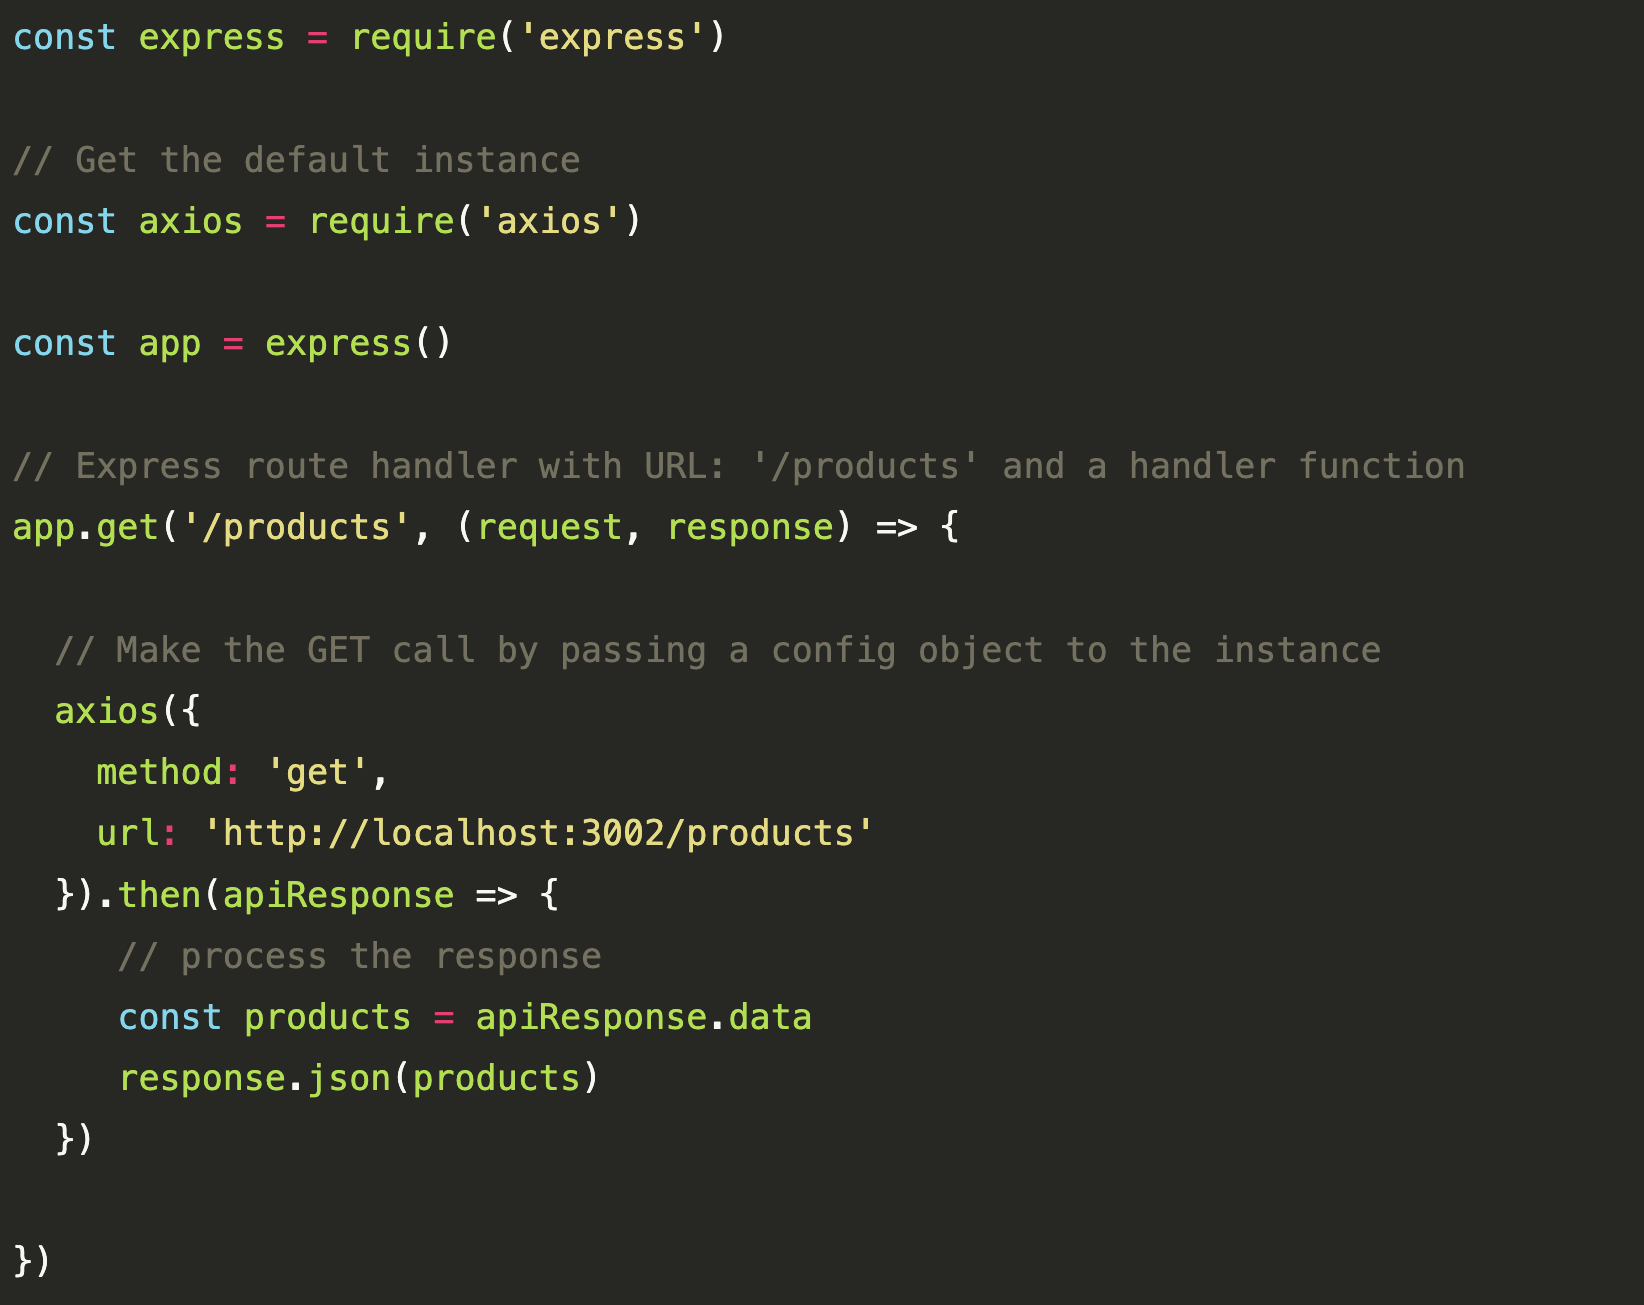 const express = require('express')
// Get the default instance
const axios = require('axios')
const app = express()
// Express route handler with URL: '/products' and a handler function
app.get('/products', (request, response) => {
  // Make the GET call by passing a config object to the instance
  axios({
    method: 'get',
    url: 'http://localhost:3002/products'
  }).then(apiResponse => {
     // process the response
     const products = apiResponse.data
     response.json(products)
  })
})